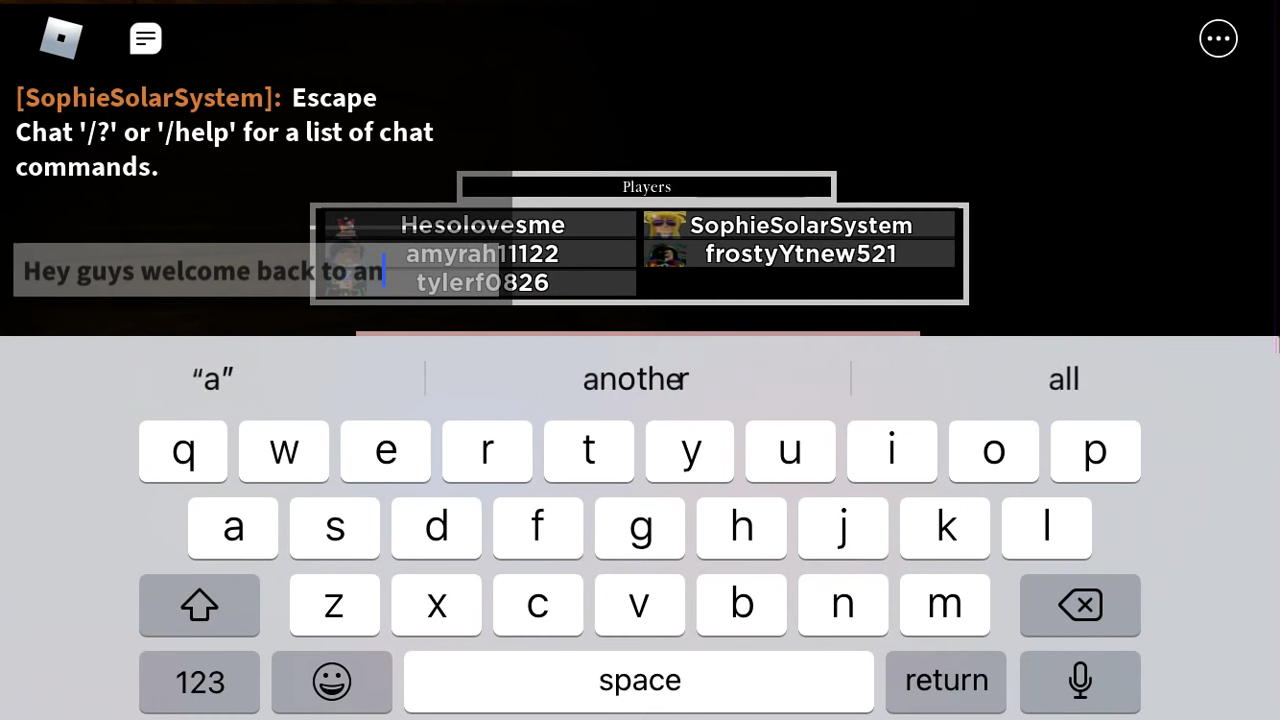 [SophieSolarSystem]: Escape
Chat '/?' or '/help' for a list of chat
commands.
Players
Hesolovesme SophieSolarSystem
amyrah11122 frostyYtnew521
tylerf0826
Hey guys welcome back to an
“a” another all
q w e r t y u i o p
a s d f g h j k l
z x c v b n m
123 space return